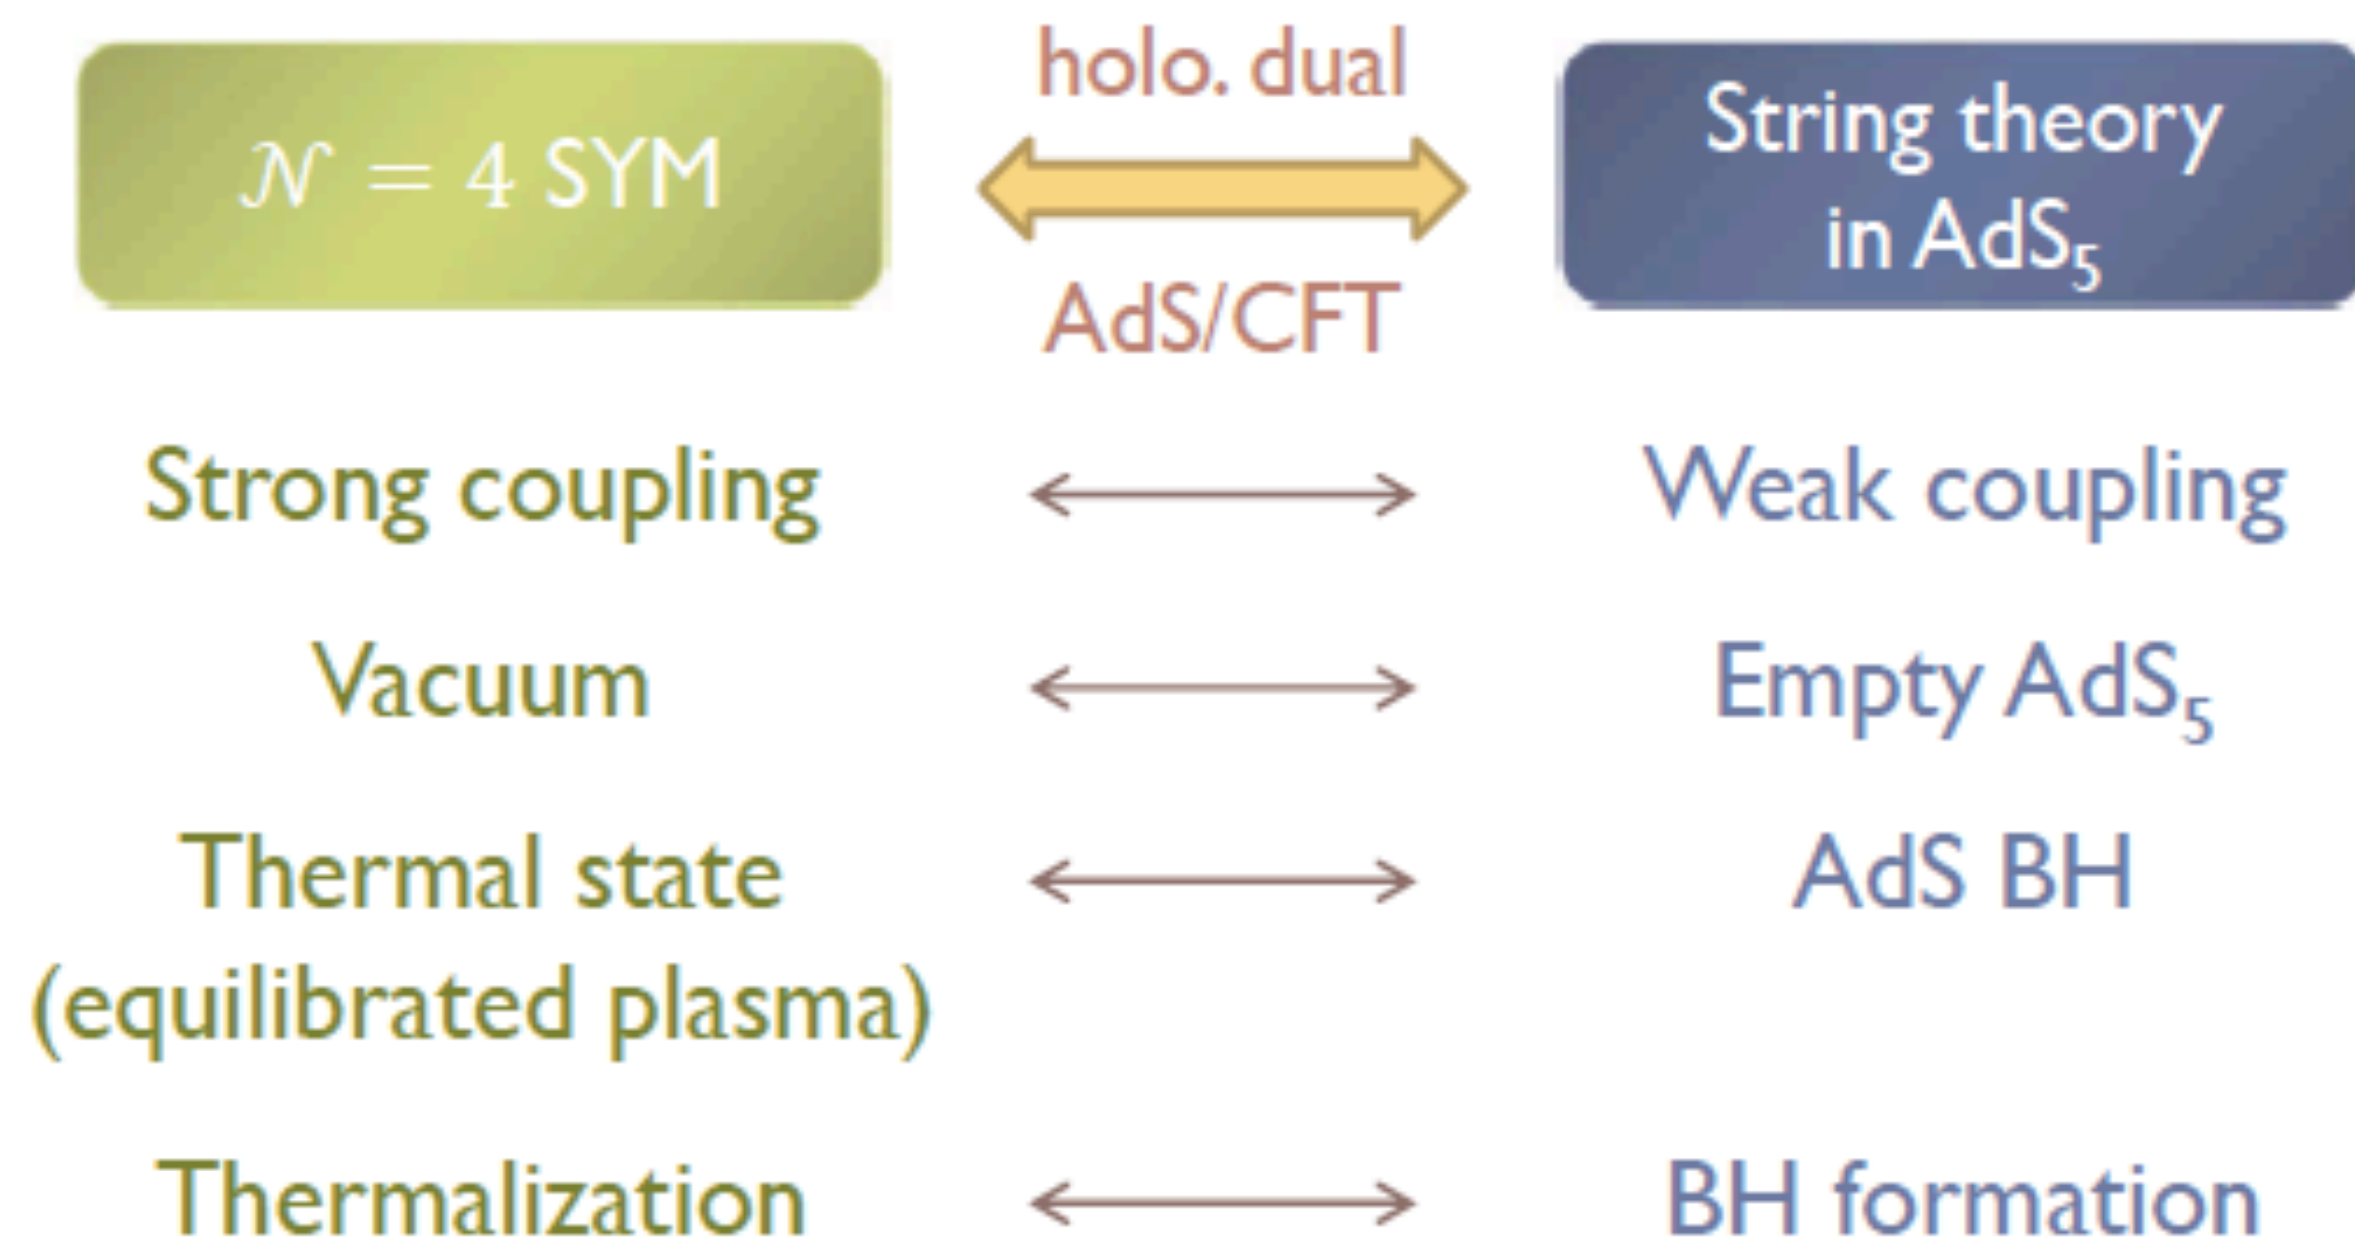 holo. dual
𝒩 = 4 SYM
String theory
in AdS₅
AdS/CFT
Strong coupling
Weak coupling
Vacuum
Empty AdS₅
Thermal state
(equilibrated plasma)
AdS BH
Thermalization
BH formation